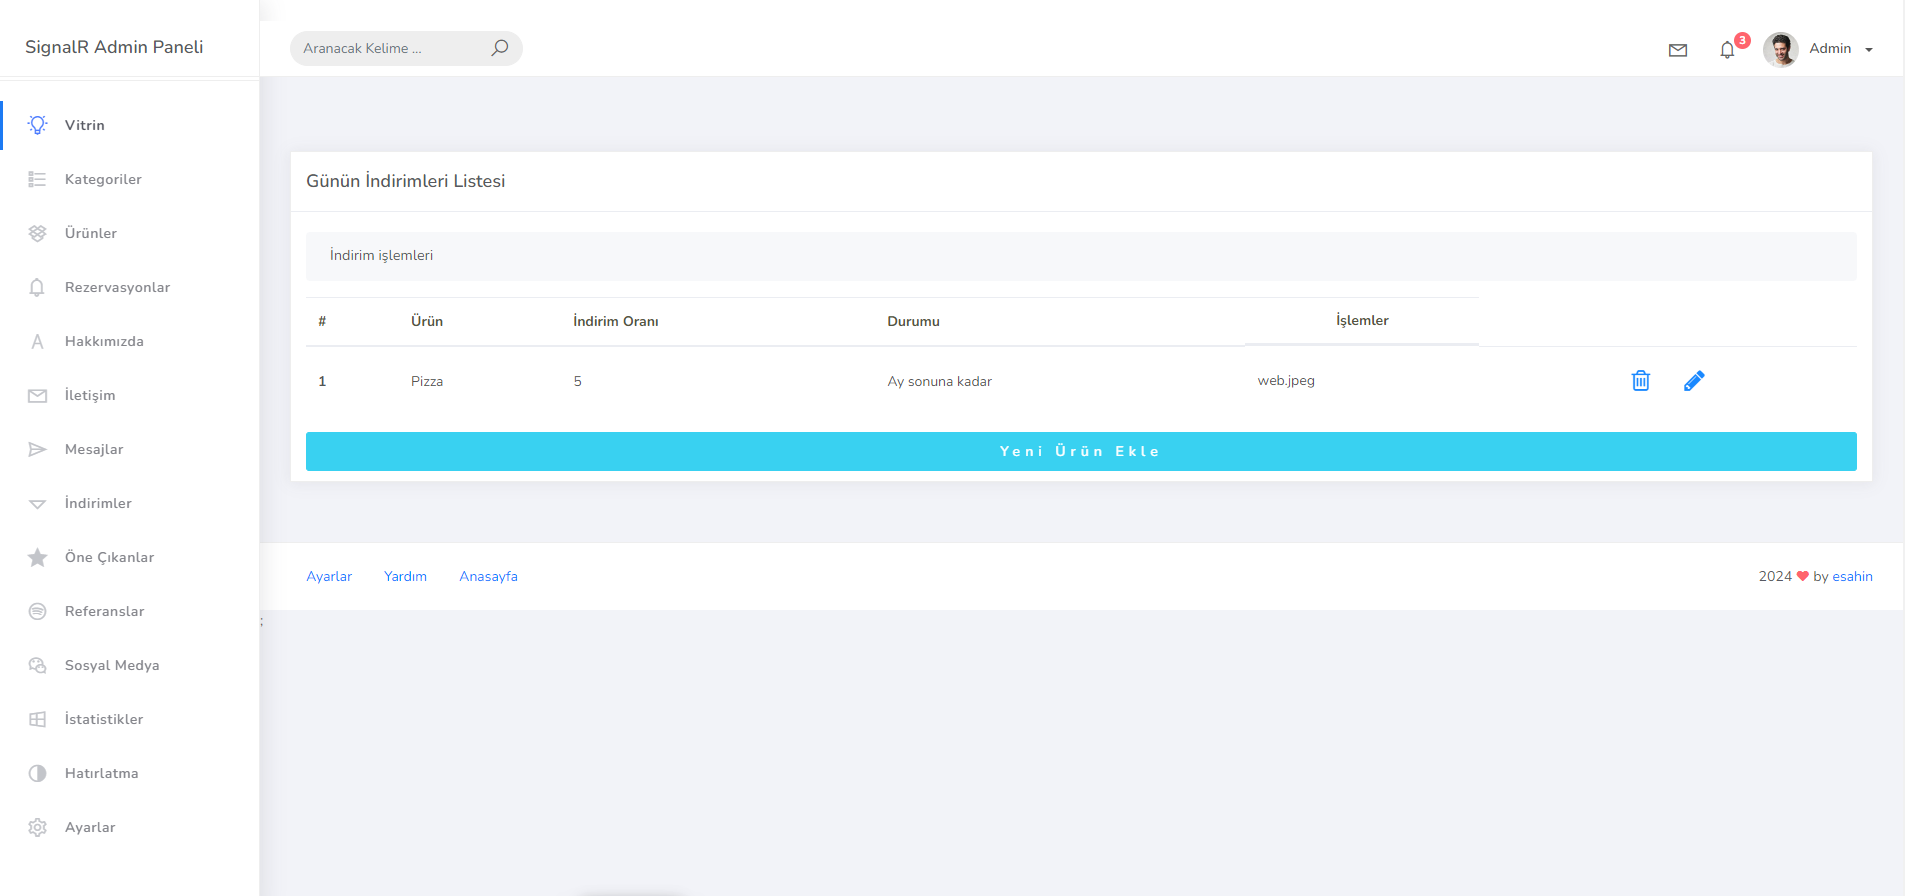 SignalR Admin Paneli
Aranacak Kelime ...
3
Admin
Vitrin
Kategoriler
Ürünler
Rezervasyonlar
Hakkımızda
İletişim
Mesajlar
İndirimler
Öne Çıkanlar
Referanslar
Sosyal Medya
İstatistikler
Hatırlatma
Ayarlar
Günün İndirimleri Listesi
İndirim işlemleri
# Ürün İndirim Oranı Durumu İşlemler
1 Pizza 5 Ay sonuna kadar web.jpeg
Yeni Ürün Ekle
Ayarlar Yardım Anasayfa
2024 ❤ by esahin
;